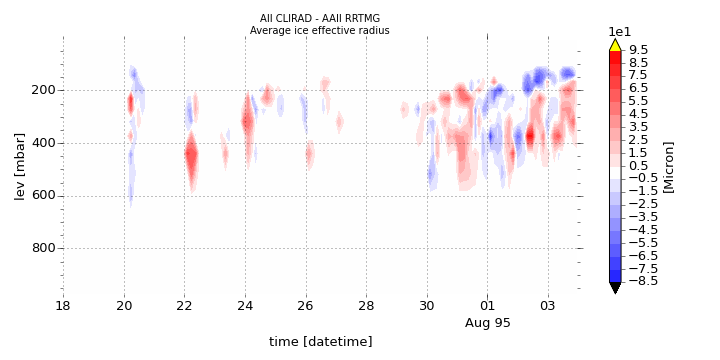 All CLIRAD - AAll RRTMG
Average ice effective radius
1e1
9.5
8.5
7.5
6.5
5.5
4.5
3.5
2.5
1.5
0.5
−0.5
−1.5
−2.5
−3.5
−4.5
−5.5
−6.5
−7.5
−8.5
[Micron]
200
400
600
800
lev [mbar]
18 20 22 24 26 28 30 01 03
Aug 95
time [datetime]